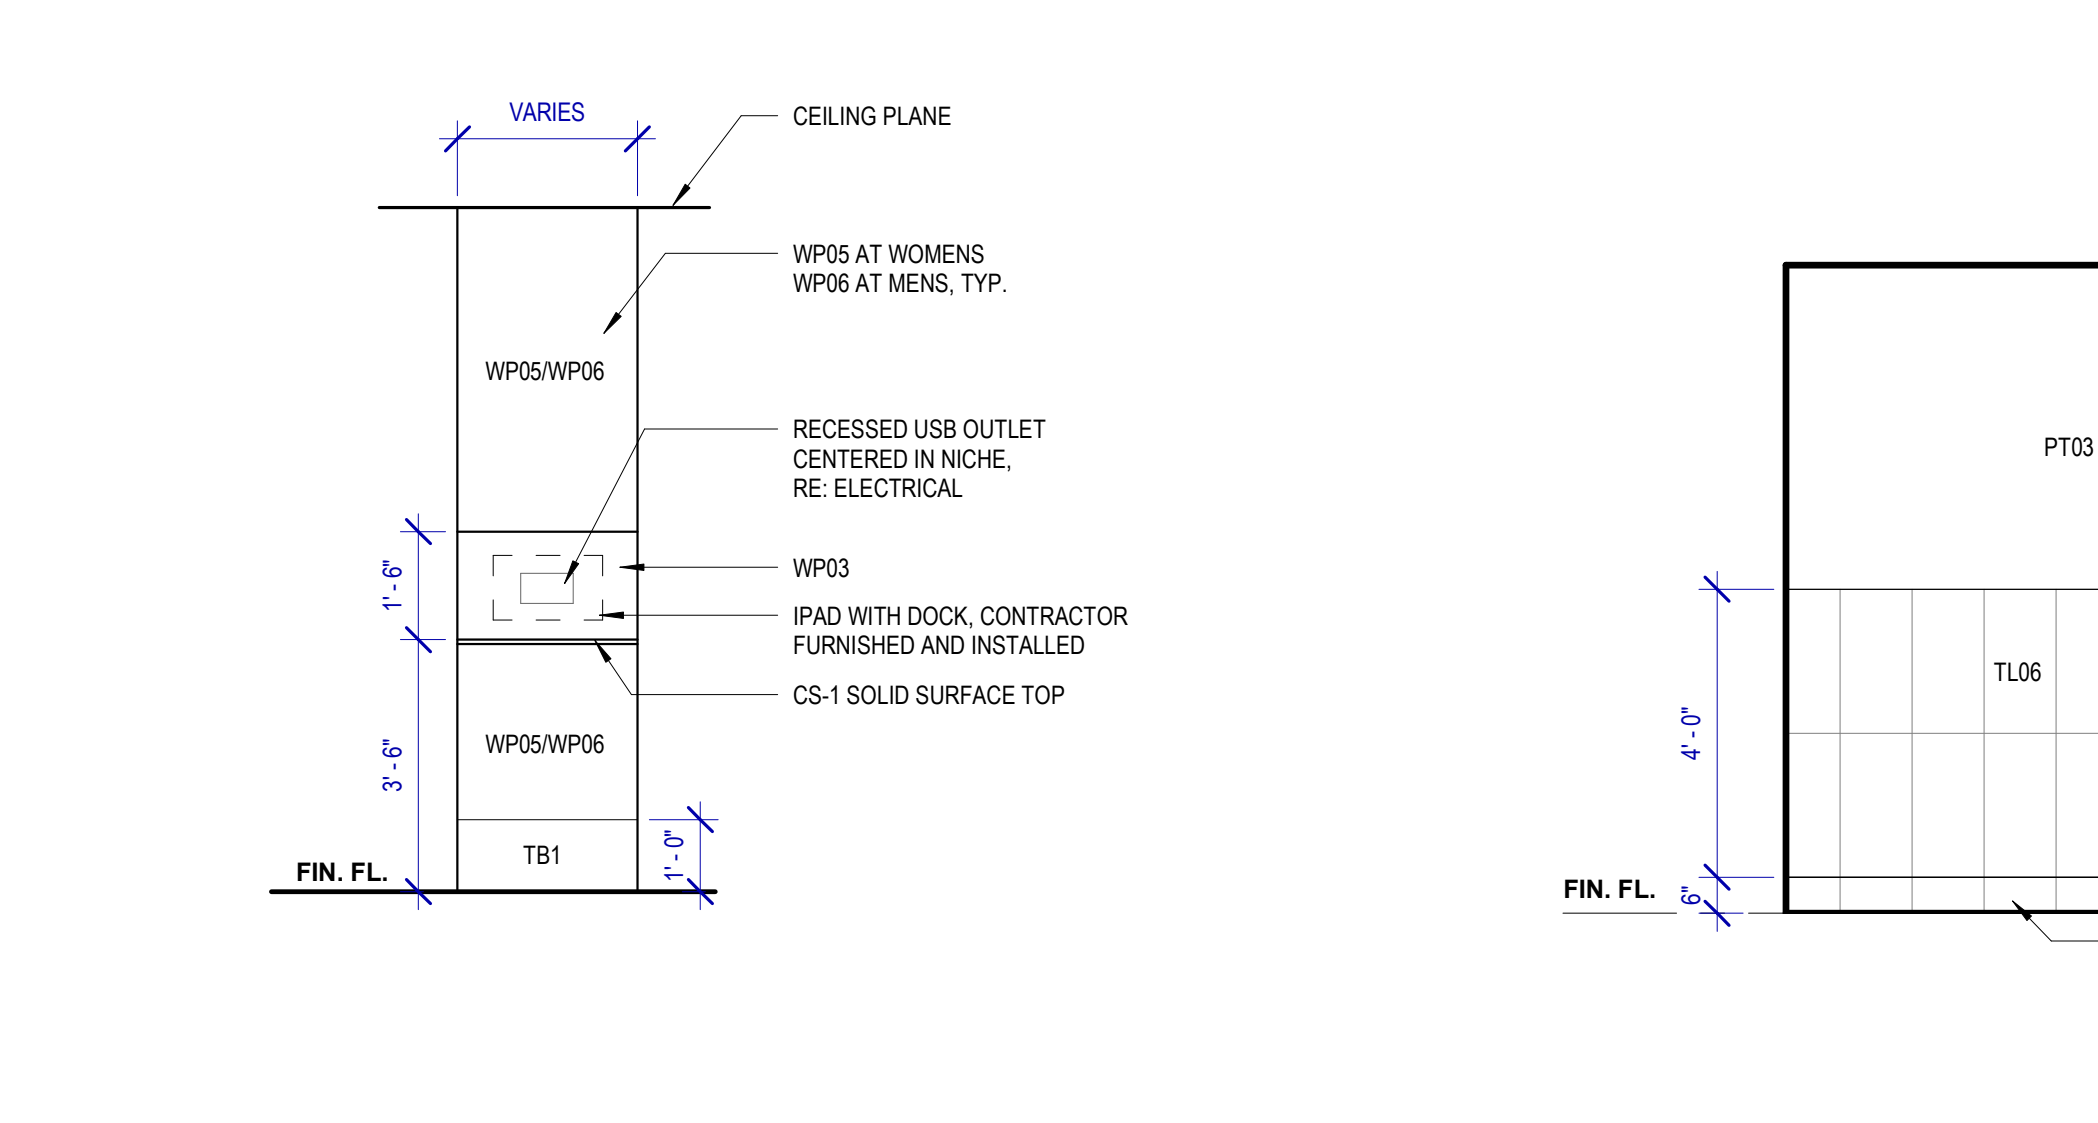 VARIES
CEILING PLANE
WP05 AT WOMENS
WP06 AT MENS, TYP.
WP05/WP06
RECESSED USB OUTLET
CENTERED IN NICHE,
RE: ELECTRICAL
1' - 6"
WP03
IPAD WITH DOCK, CONTRACTOR
FURNISHED AND INSTALLED
CS-1 SOLID SURFACE TOP
3' - 6"
WP05/WP06
TB1
1' - 0"
FIN. FL.
PT03
TL06
4' - 0"
FIN. FL.
6"